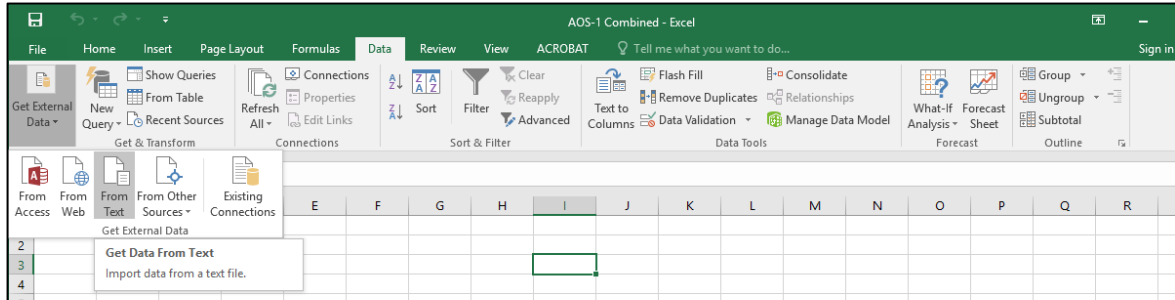 AOS-1 Combined - Excel
File Home Insert Page Layout Formulas Data Review View ACROBAT Tell me what you want to do... Sign in
Get External Data
New Query
Show Queries
From Table
Recent Sources
Get & Transform
Refresh All
Connections
Properties
Edit Links
Connections
Sort
Filter
Clear
Reapply
Advanced
Sort & Filter
Text to Columns
Flash Fill
Remove Duplicates
Data Validation
Consolidate
Relationships
Manage Data Model
Data Tools
What-If Analysis
Forecast Sheet
Forecast
Group
Ungroup
Subtotal
Outline
From Access
From Web
From Text
From Other Sources
Existing Connections
Get External Data
Get Data From Text
Import data from a text file.
E F G H I J K L M N O P Q R
2
3
4